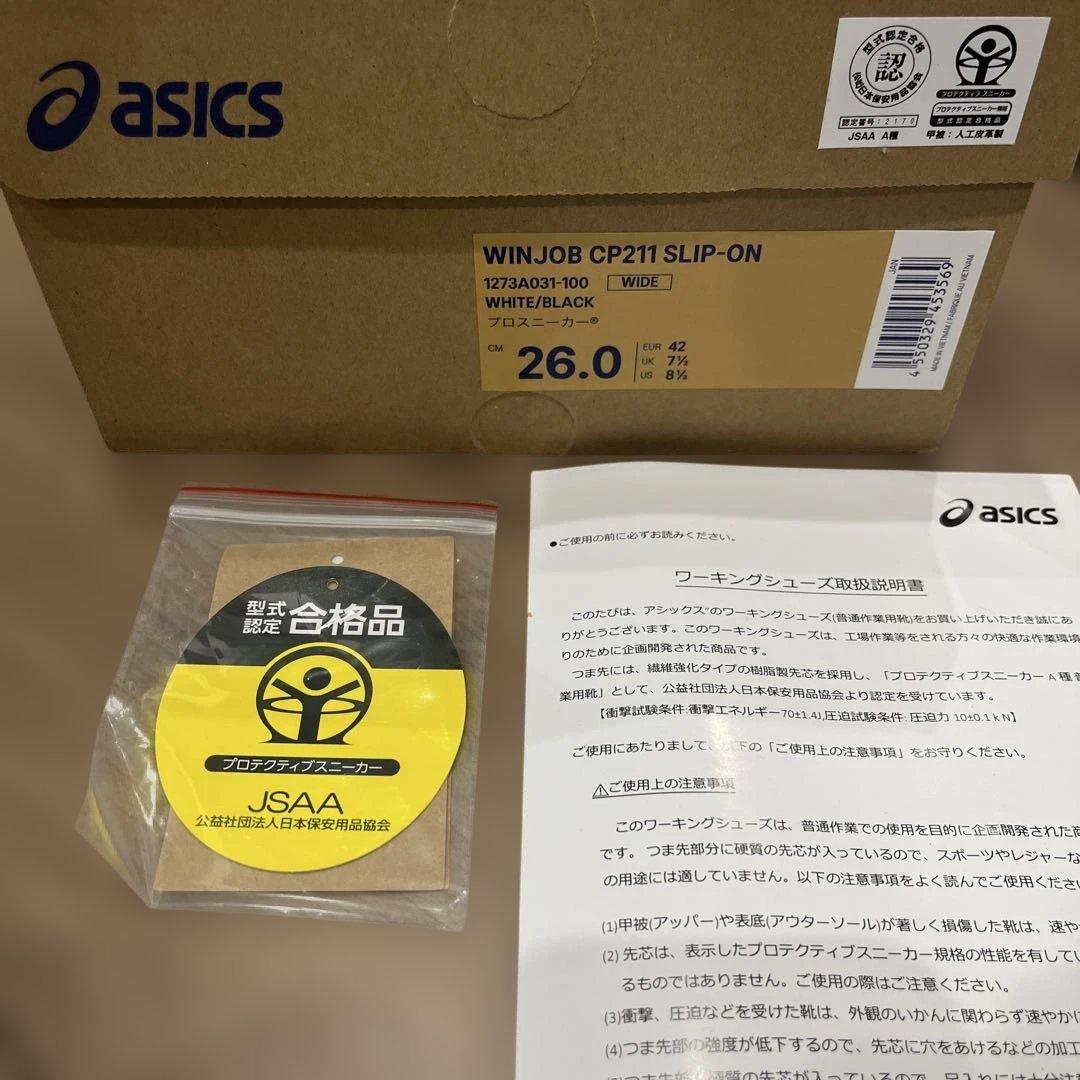 asics
型式認定合格
認
(公社)日本保安用品協会
認定番号:2170
JSAA A種
プロテクティブスニーカー
プロテクティブスニーカー規格
型式認定合格品
甲被:人工皮革製
WINJOB CP211 SLIP-ON
1273A031-100 WIDE
WHITE/BLACK
プロスニーカー®
CM 26.0
EUR 42
UK 7½
US 8½
JAN
4 550329 453569
MADE IN VIETNAM / FABRIQUE AU VIETNAM
型式認定 合格品
プロテクティブスニーカー
JSAA
公益社団法人日本保安用品協会
asics
●ご使用の前に必ずお読みください。
ワーキングシューズ取扱説明書
このたびは、アシックス"のワーキングシューズ(普通作業用靴)をお買い上げいただき誠にあ
りがとうございます。このワーキングシューズは、工場作業等をされる方々の快適な作業環境
りのために企画開発された商品です。
つま先には、繊維強化タイプの樹脂製先芯を採用し、「プロテクティブスニーカーA種 普
業用靴」として、公益社団法人日本保安用品協会より認定を受けています。
【衝撃試験条件:衝撃エネルギー70±1.4J,圧迫試験条件: 圧迫力 10±0.1kN】
ご使用にあたりまして、以下の「ご使用上の注意事項」をお守りください。
⚠ご使用上の注意事項
このワーキングシューズは、普通作業での使用を目的に企画開発された商
です。つま先部分に硬質の先芯が入っているので、スポーツやレジャーな
の用途には適していません。以下の注意事項をよく読んでご使用くださ
(1)甲被(アッパー)や表底(アウターソール)が著しく損傷した靴は、速や
(2) 先芯は、表示したプロテクティブスニーカー規格の性能を有してい
るものではありません。ご使用の際はご注意ください。
(3)衝撃、圧迫などを受けた靴は、外観のいかんに関わらず速やかに
(4)つま先部の強度が低下するので、先芯に穴をあけるなどの加工